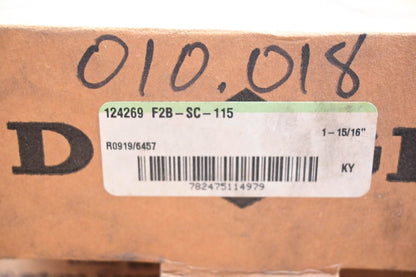 010.018
124269 F2B-SC-115
1-15/16"
R0919/6457
KY
782475114979